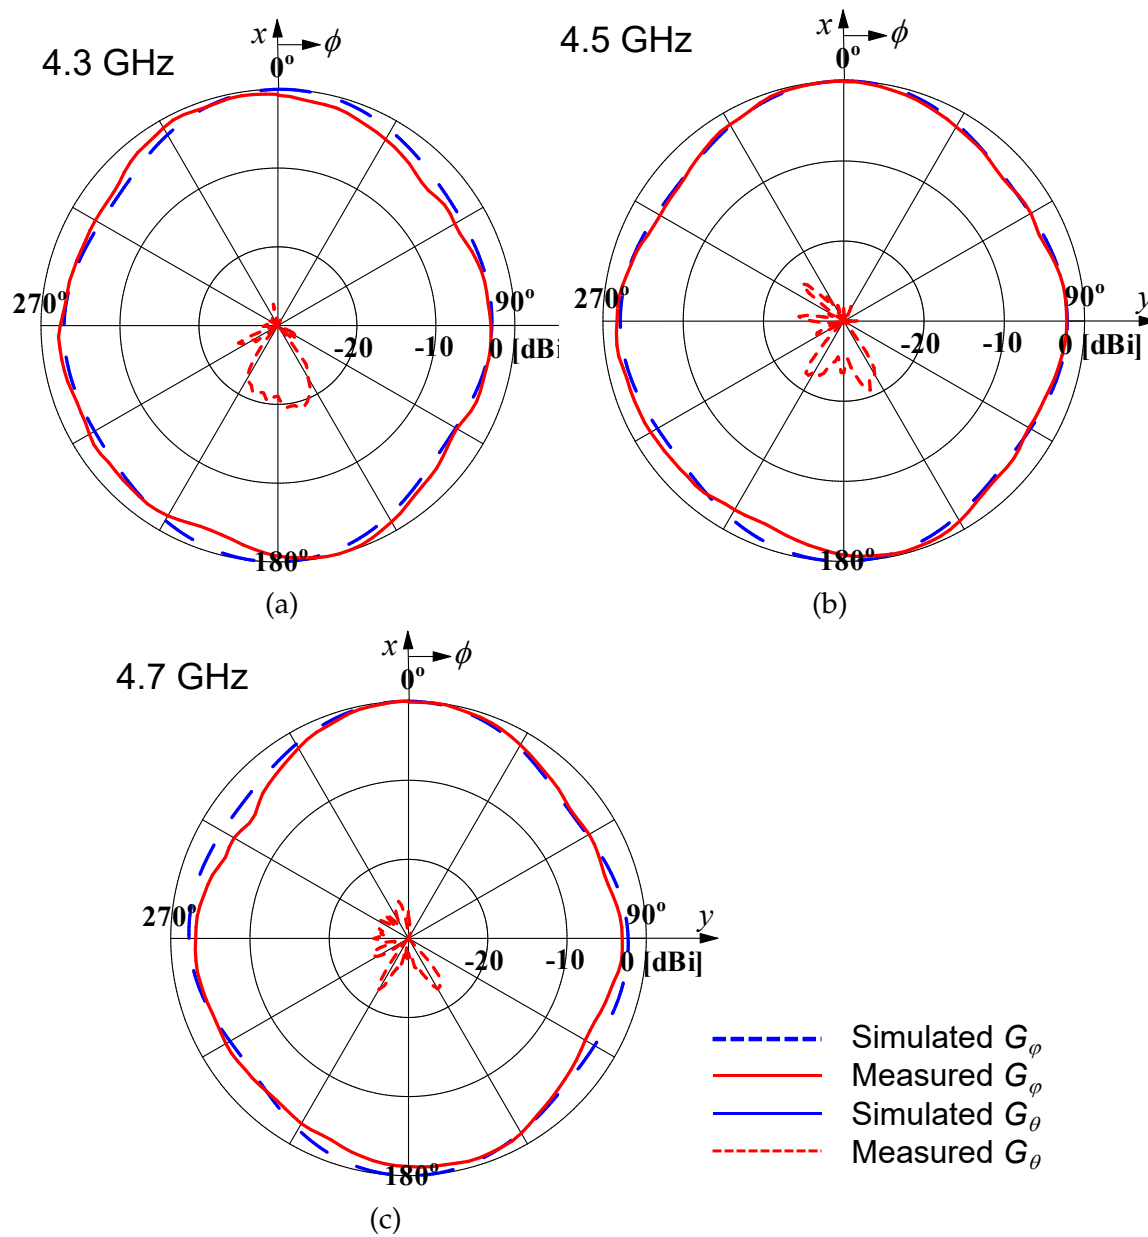 4.3 GHz
x
ϕ
0°
270°
90°
-20
-10
0
[dBi
180°
(a)
4.5 GHz
x
ϕ
0°
270°
90°
y
-20
-10
0
[dBi]
180°
(b)
4.7 GHz
x
ϕ
0°
270°
90°
y
-20
-10
0
[dBi]
180°
(c)
Simulated Gφ
Measured Gφ
Simulated Gθ
Measured Gθ